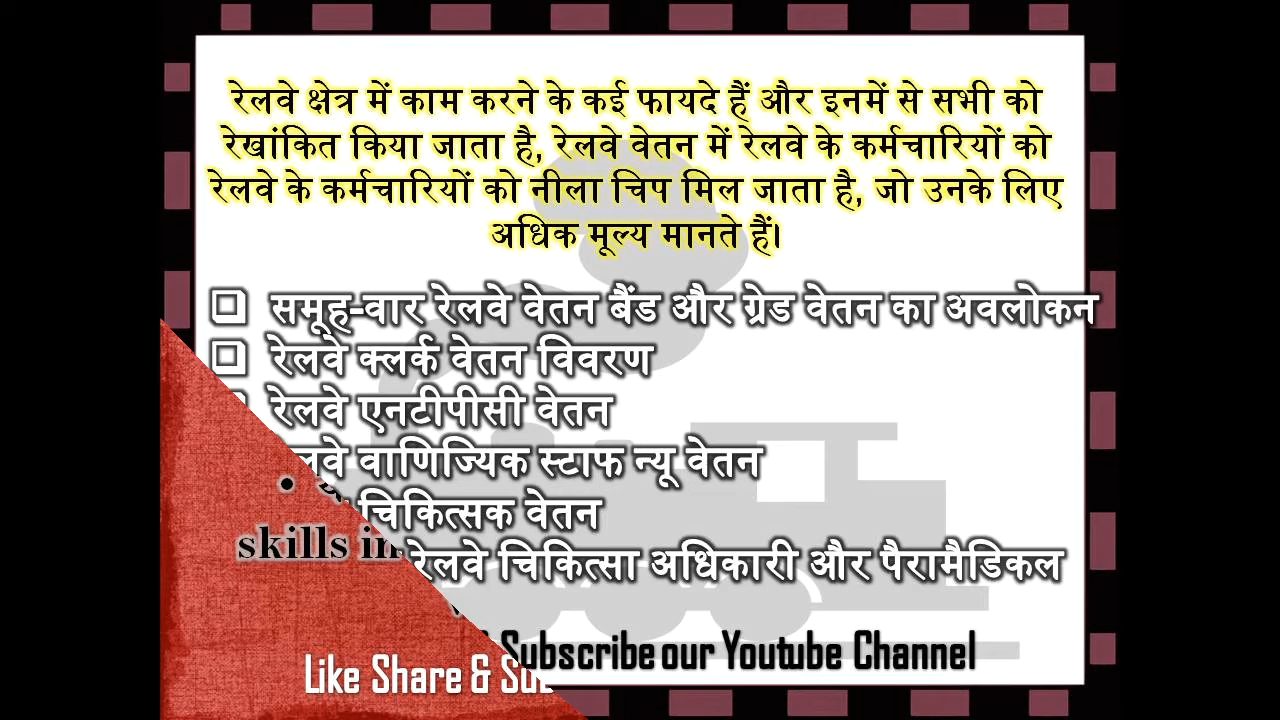 रेलवे क्षेत्र में काम करने के कई फायदे हैं और इनमें से सभी को
रेखांकित किया जाता है, रेलवे वेतन में रेलवे के कर्मचारियों को
रेलवे के कर्मचारियों को नीला चिप मिल जाता है, जो उनके लिए
अधिक मूल्य मानते हैं।
समूह-वार रेलवे वेतन बैंड और ग्रेड वेतन का अवलोकन
रेलवे क्लर्क वेतन विवरण
रेलवे एनटीपीसी वेतन
वाणिज्यिक स्टाफ न्यू वेतन
चिकित्सक वेतन
skills in
रेलवे चिकित्सा अधिकारी और पैरामैडिकल
Subscribe our Youtube Channel
Like Share &